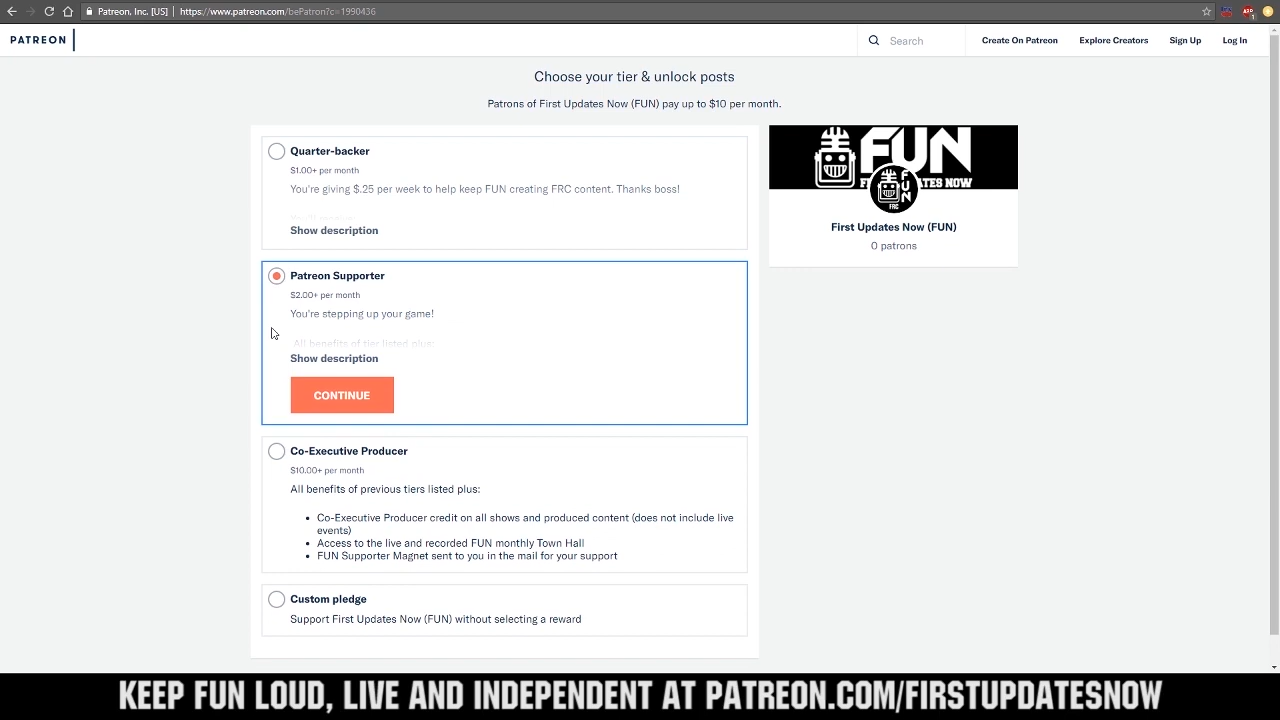 Patreon, Inc. [US] | https://www.patreon.com/bePatron?c=1990436
PATREON
Search
Create On Patreon
Explore Creators
Sign Up
Log In
Choose your tier & unlock posts
Patrons of First Updates Now (FUN) pay up to $10 per month.
Quarter-backer
$1.00+ per month
You're giving $.25 per week to help keep FUN creating FRC content. Thanks boss!
Show description
Patreon Supporter
$2.00+ per month
You're stepping up your game!
All benefits of tier listed plus:
Show description
CONTINUE
Co-Executive Producer
$10.00+ per month
All benefits of previous tiers listed plus:
• Co-Executive Producer credit on all shows and produced content (does not include live
events)
• Access to the live and recorded FUN monthly Town Hall
• FUN Supporter Magnet sent to you in the mail for your support
Custom pledge
Support First Updates Now (FUN) without selecting a reward
FUN
FUN
FRC
First Updates Now (FUN)
0 patrons
KEEP FUN LOUD, LIVE AND INDEPENDENT AT PATREON.COM/FIRSTUPDATESNOW